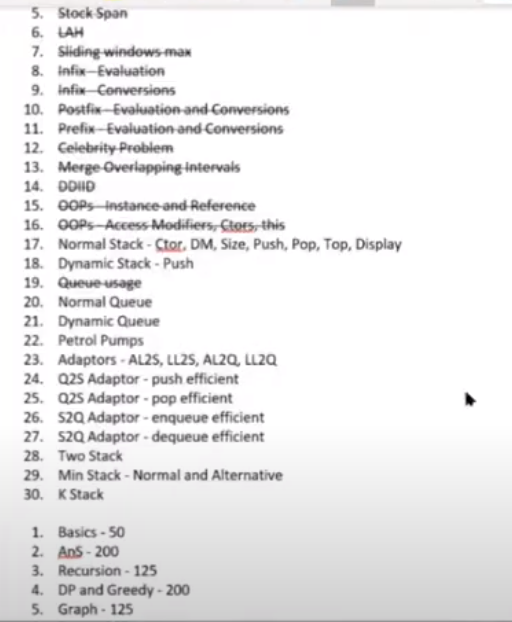 5. Stock Span
6. LAH
7. Sliding windows max
8. Infix - Evaluation
9. Infix - Conversions
10. Postfix - Evaluation and Conversions
11. Prefix - Evaluation and Conversions
12. Celebrity Problem
13. Merge Overlapping Intervals
14. DDIID
15. OOPs - Instance and Reference
16. OOPs - Access Modifiers, Ctors, this
17. Normal Stack - Ctor, DM, Size, Push, Pop, Top, Display
18. Dynamic Stack - Push
19. Queue usage
20. Normal Queue
21. Dynamic Queue
22. Petrol Pumps
23. Adaptors - AL2S, LL2S, AL2Q, LL2Q
24. Q2S Adaptor - push efficient
25. Q2S Adaptor - pop efficient
26. S2Q Adaptor - enqueue efficient
27. S2Q Adaptor - dequeue efficient
28. Two Stack
29. Min Stack - Normal and Alternative
30. K Stack
1. Basics - 50
2. AnS - 200
3. Recursion - 125
4. DP and Greedy - 200
5. Graph - 125